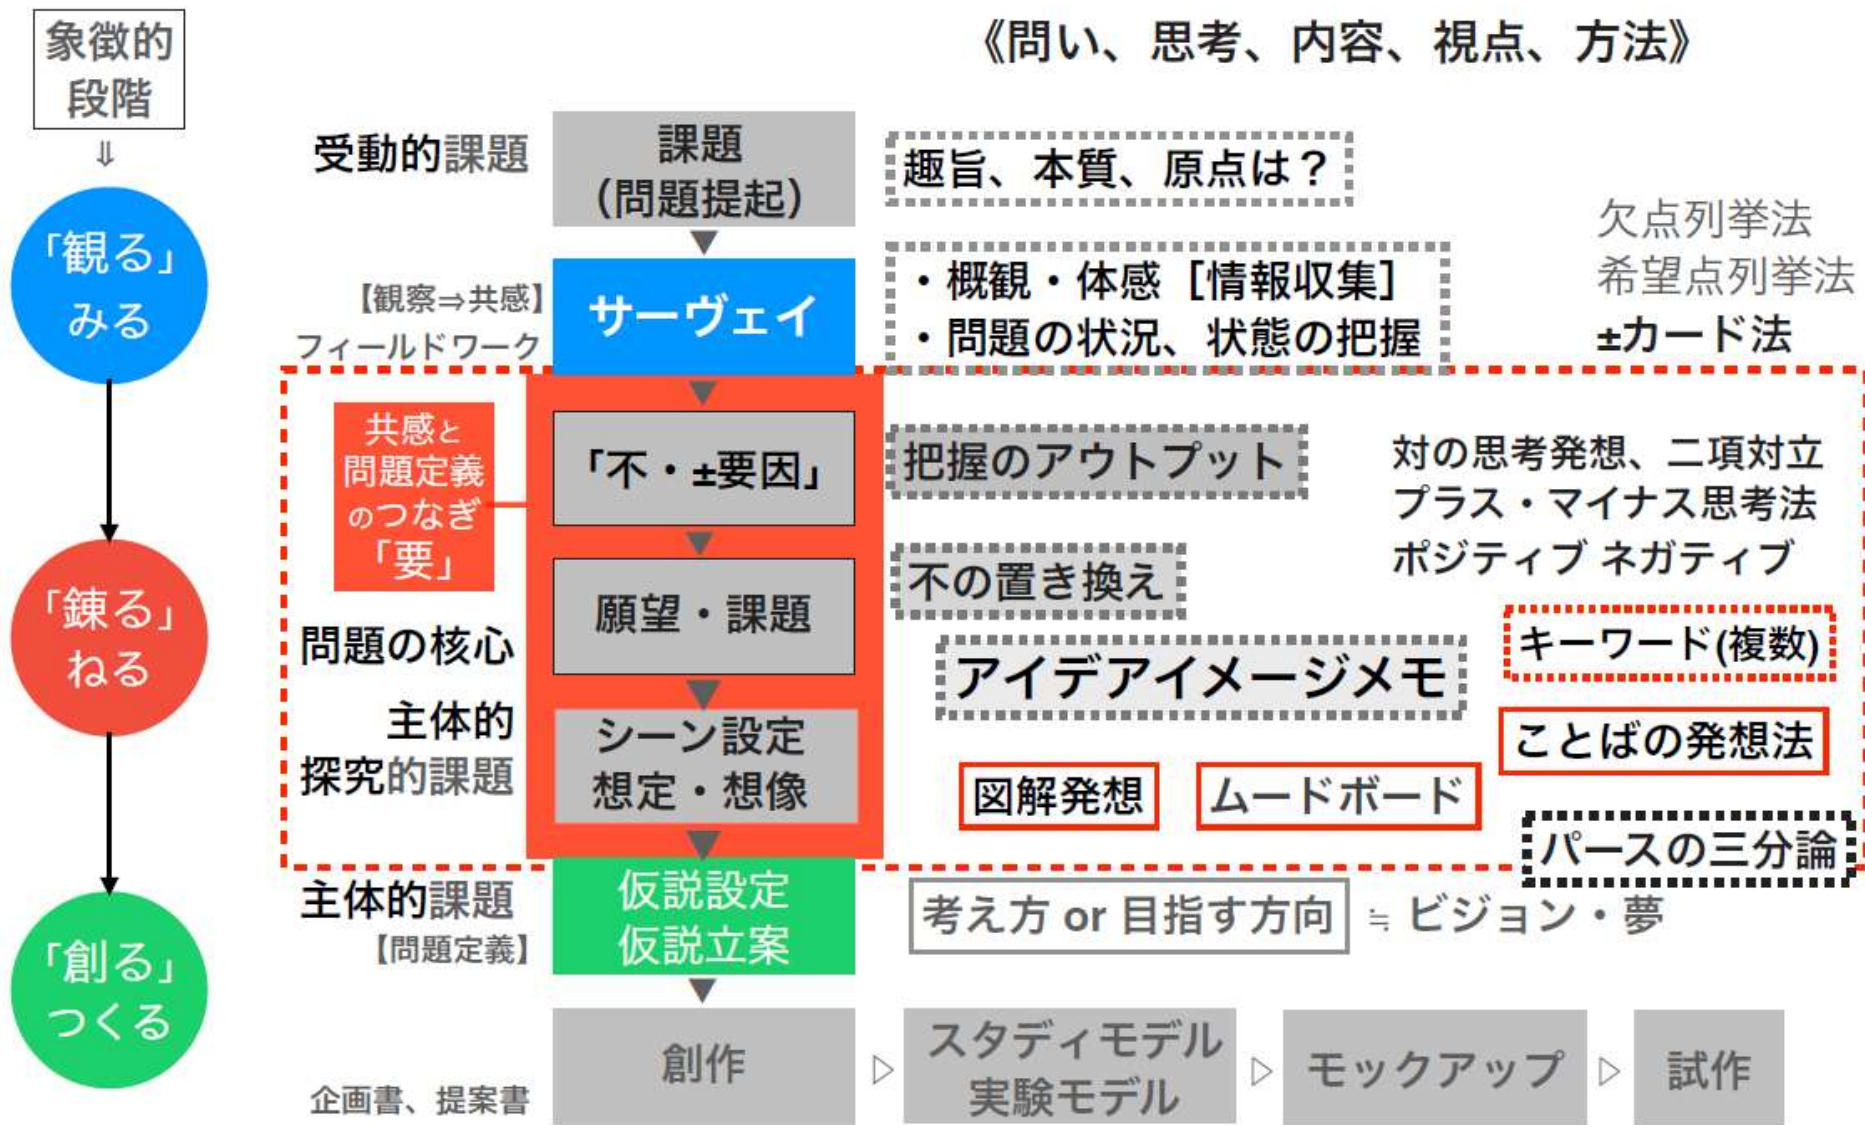 象徴的
段階
⇓
「観る」
みる
「錬る」
ねる
「創る」
つくる
《問い、思考、内容、視点、方法》
受動的課題
課題
（問題提起）
趣旨、本質、原点は？
【観察⇒共感】
フィールドワーク
サーヴェイ
・概観・体感［情報収集］
・問題の状況、状態の把握
欠点列挙法
希望点列挙法
±カード法
共感と
問題定義
のつなぎ
「要」
「不・±要因」
把握のアウトプット
対の思考発想、二項対立
プラス・マイナス思考法
ポジティブ ネガティブ
願望・課題
不の置き換え
問題の核心
アイデアイメージメモ
キーワード(複数)
主体的
探究的課題
シーン設定
想定・想像
ことばの発想法
図解発想
ムードボード
パースの三分論
主体的課題
【問題定義】
仮説設定
仮説立案
考え方 or 目指す方向 ≒ ビジョン・夢
企画書、提案書
創作
スタディモデル
実験モデル
モックアップ
試作